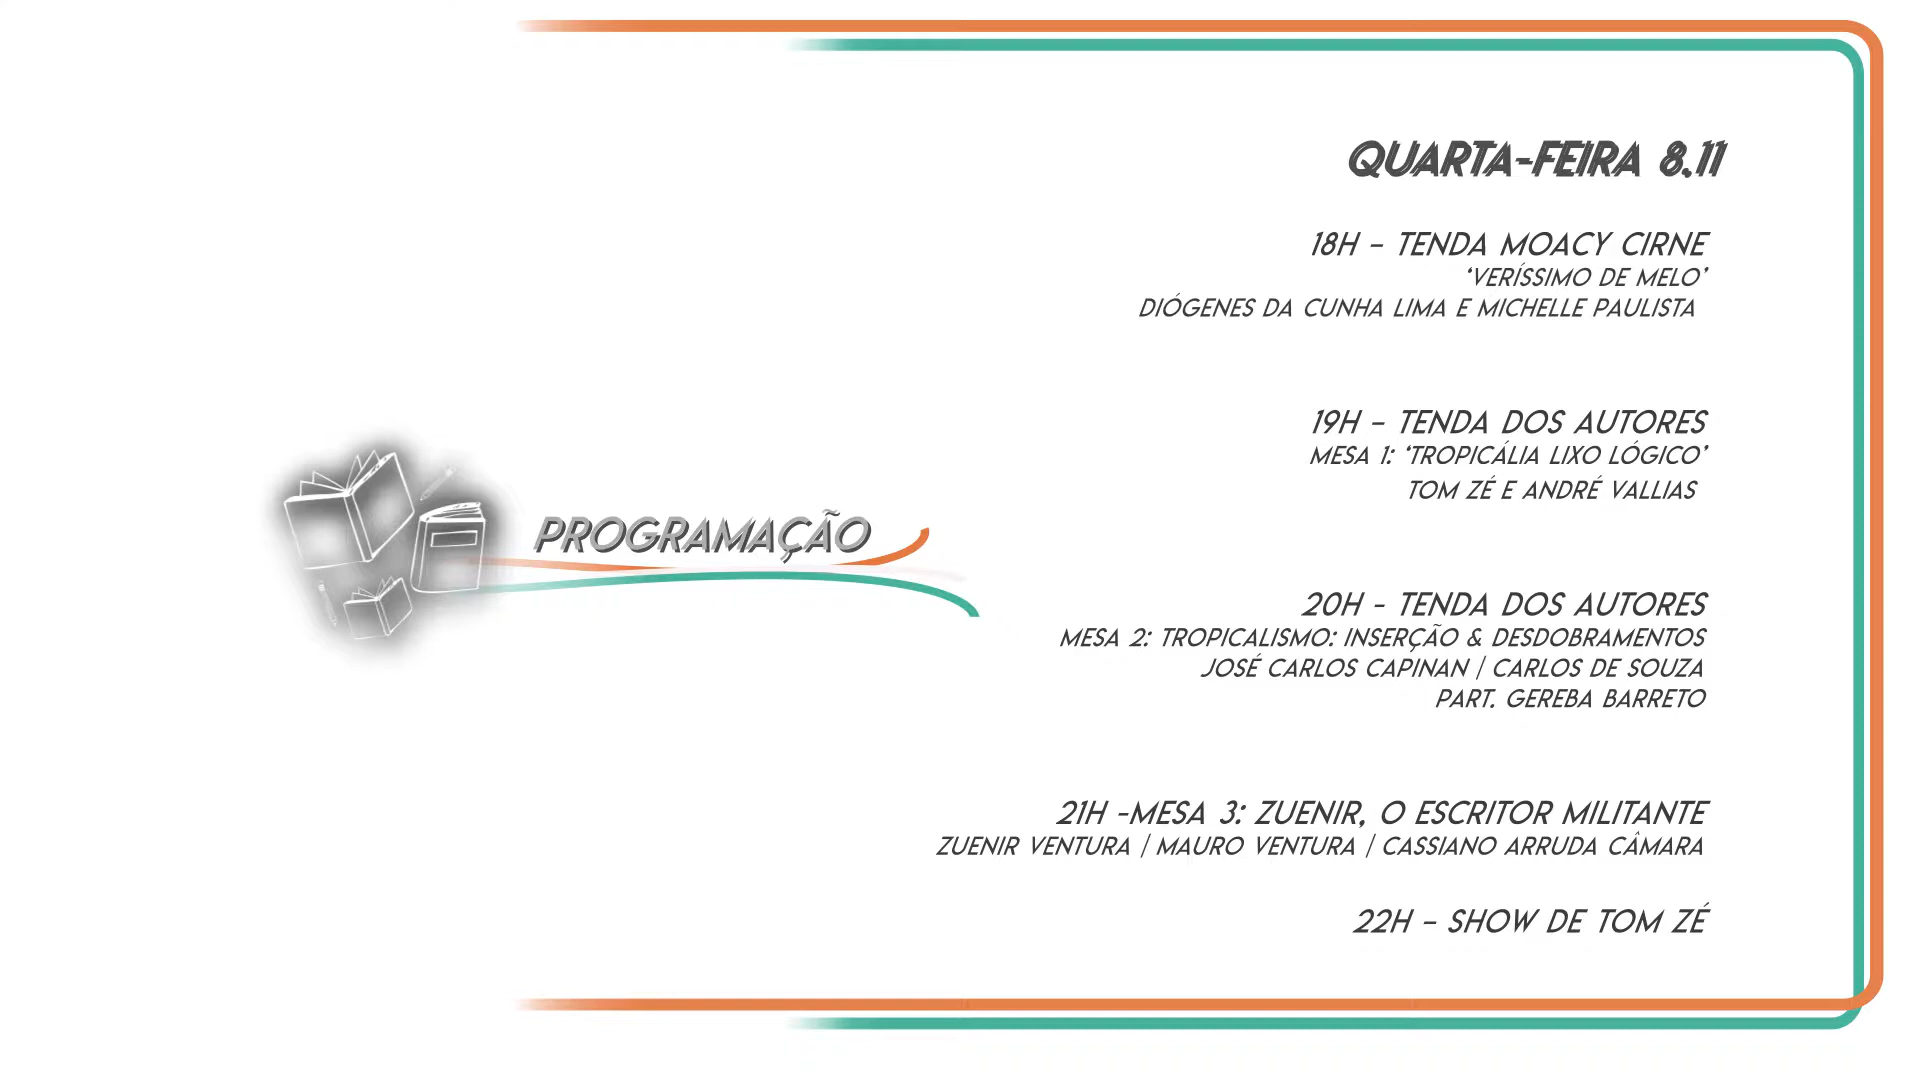 PROGRAMAÇÃO
QUARTA-FEIRA 8.11
18H - TENDA MOACY CIRNE
'VERÍSSIMO DE MELO'
DIÓGENES DA CUNHA LIMA E MICHELLE PAULISTA
19H - TENDA DOS AUTORES
MESA 1: 'TROPICÁLIA LIXO LÓGICO'
TOM ZÉ E ANDRÉ VALLIAS
20H - TENDA DOS AUTORES
MESA 2: TROPICALISMO: INSERÇÃO & DESDOBRAMENTOS
JOSÉ CARLOS CAPINAN | CARLOS DE SOUZA
PART. GEREBA BARRETO
21H -MESA 3: ZUENIR, O ESCRITOR MILITANTE
ZUENIR VENTURA | MAURO VENTURA | CASSIANO ARRUDA CÂMARA
22H - SHOW DE TOM ZÉ